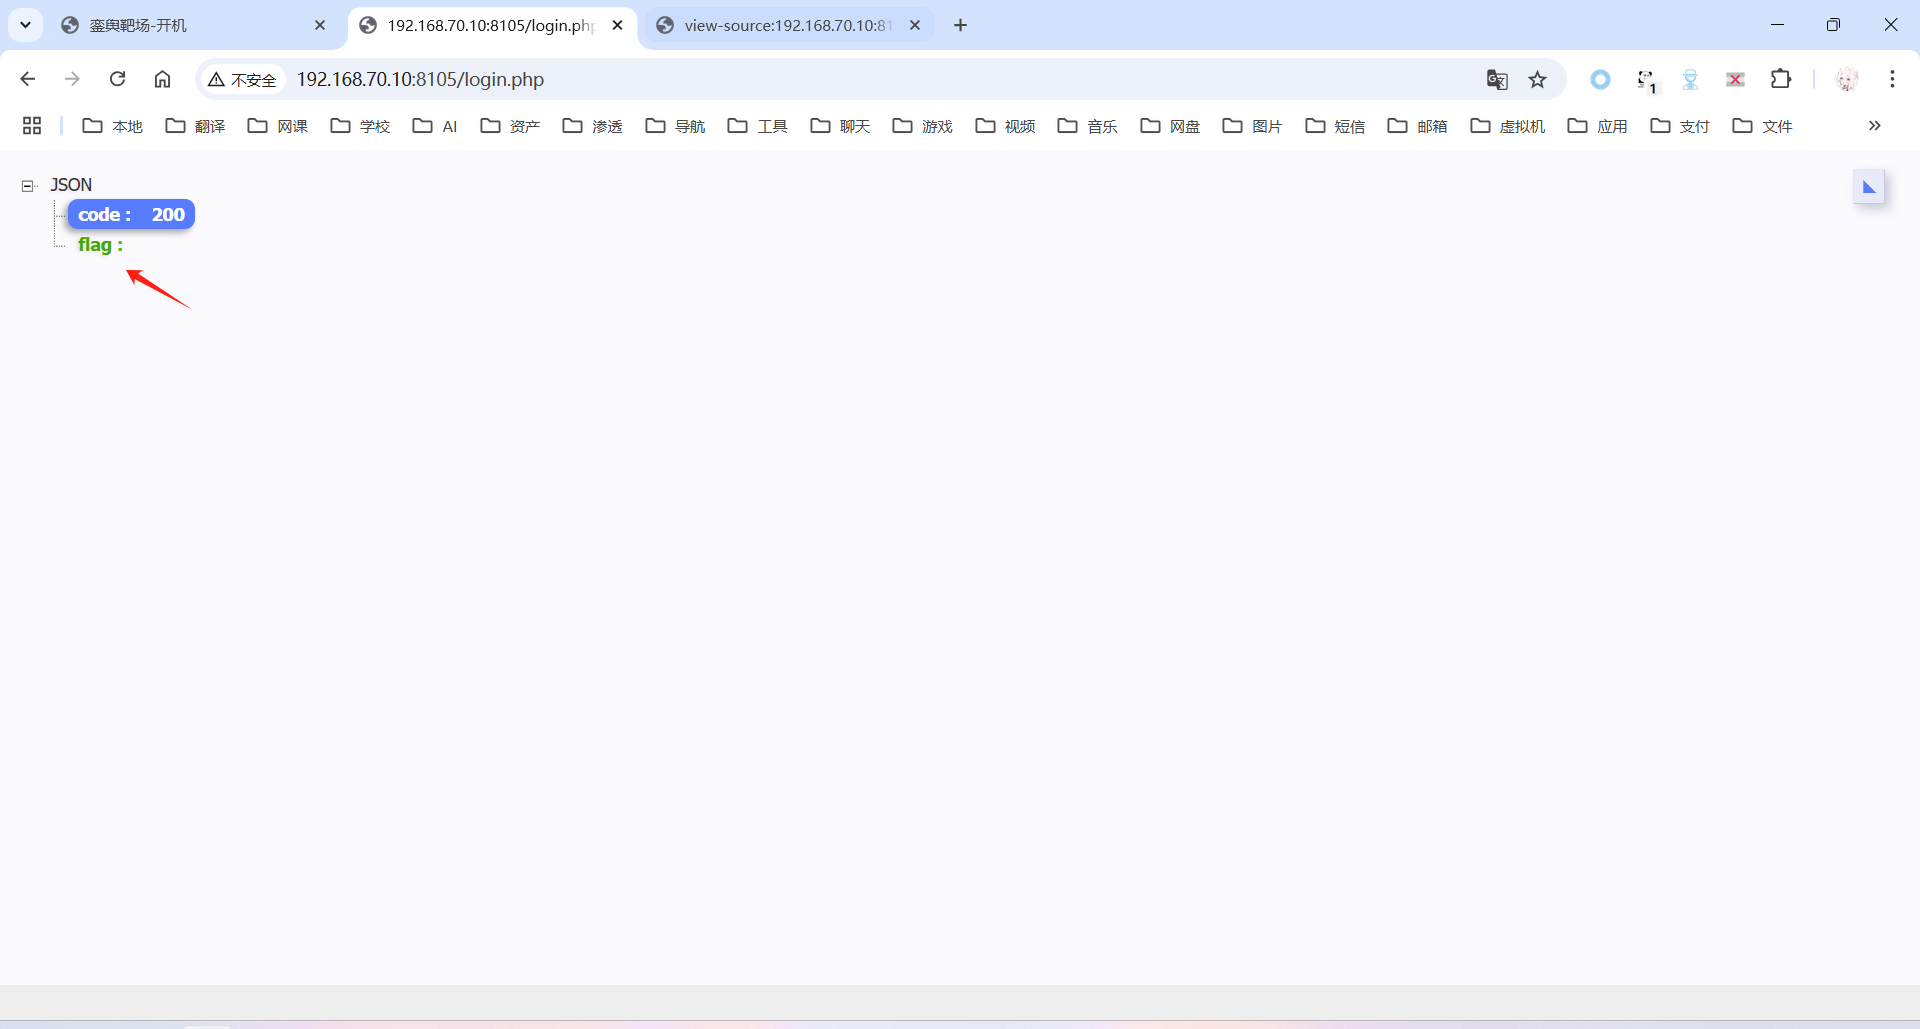 銮舆靶场-开机
192.168.70.10:8105/login.php
view-source:192.168.70.10:81
不安全 192.168.70.10:8105/login.php
1
本地 翻译 网课 学校 AI 资产 渗透 导航 工具 聊天 游戏 视频 音乐 网盘 图片 短信 邮箱 虚拟机 应用 支付 文件
JSON
code : 200
flag :